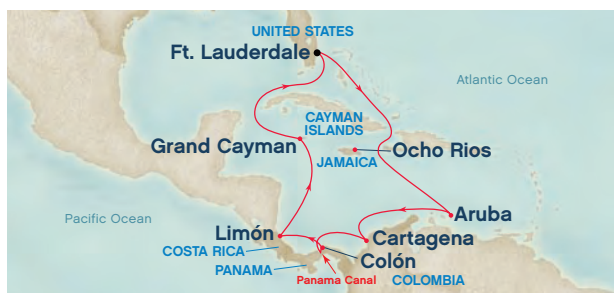 UNITED STATES
Ft. Lauderdale
Atlantic Ocean
CAYMAN
ISLANDS
Grand Cayman
Ocho Rios
JAMAICA
Pacific Ocean
Aruba
Limón
Cartagena
COSTA RICA
Colón
PANAMA
Panama Canal
COLOMBIA